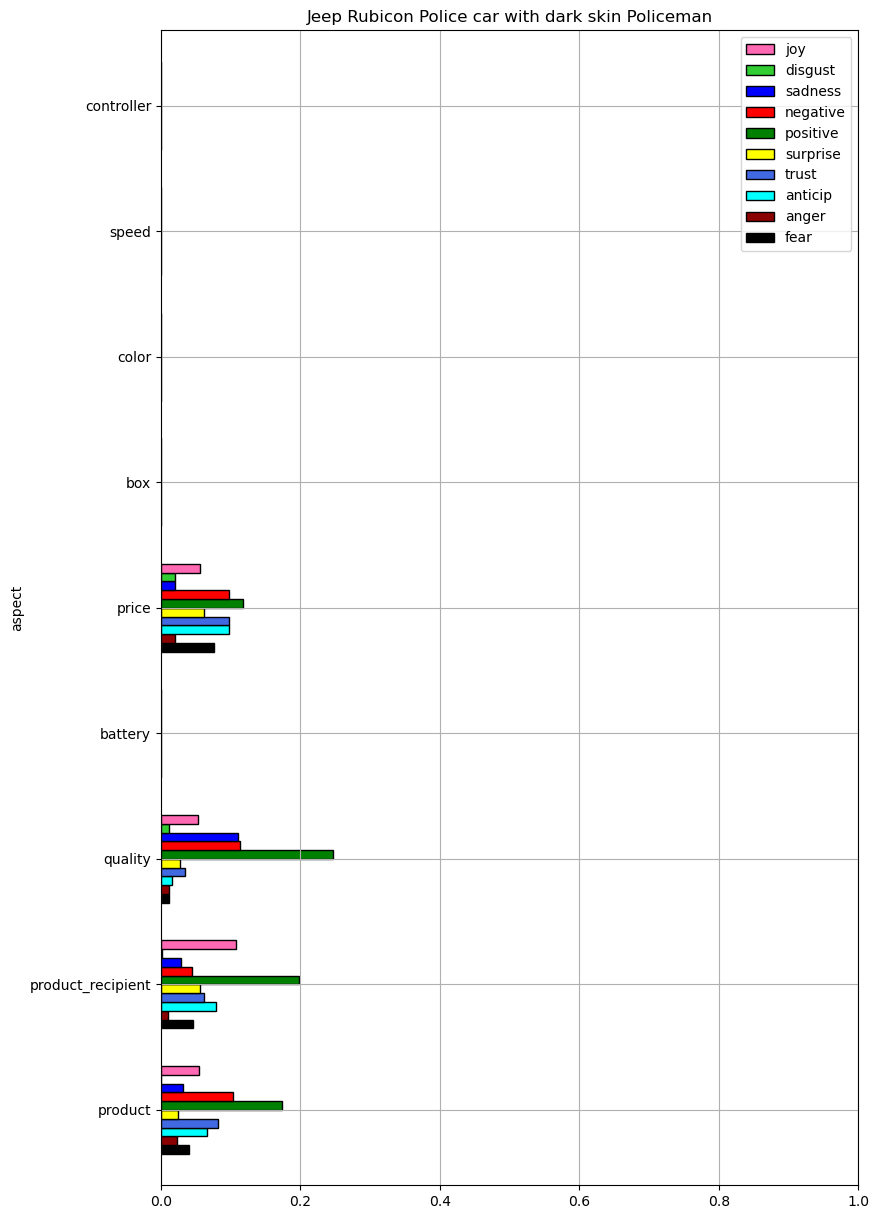 Jeep Rubicon Police car with dark skin Policeman
joy
disgust
sadness
negative
positive
surprise
trust
anticip
anger
fear
controller
speed
color
box
price
battery
quality
product_recipient
product
aspect
0.0 0.2 0.4 0.6 0.8 1.0